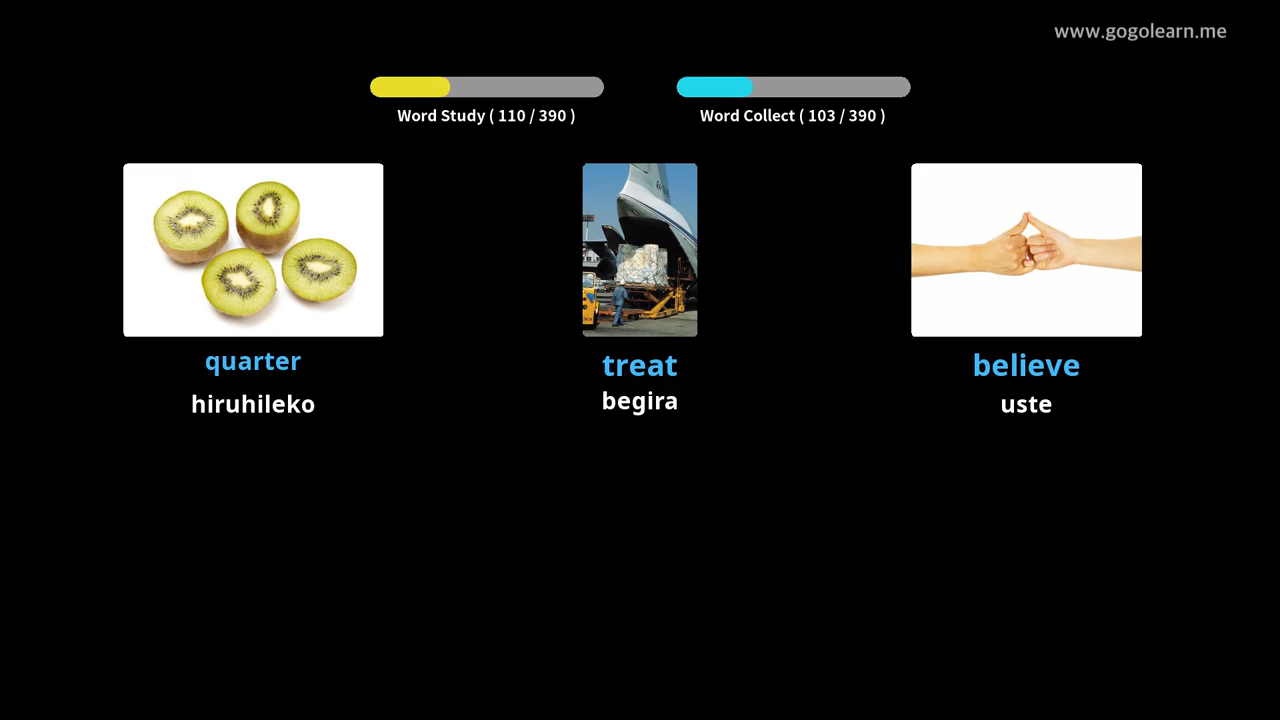 www.gogolearn.me
Word Study ( 110 / 390 )
Word Collect ( 103 / 390 )
quarter
hiruhileko
treat
begira
believe
uste